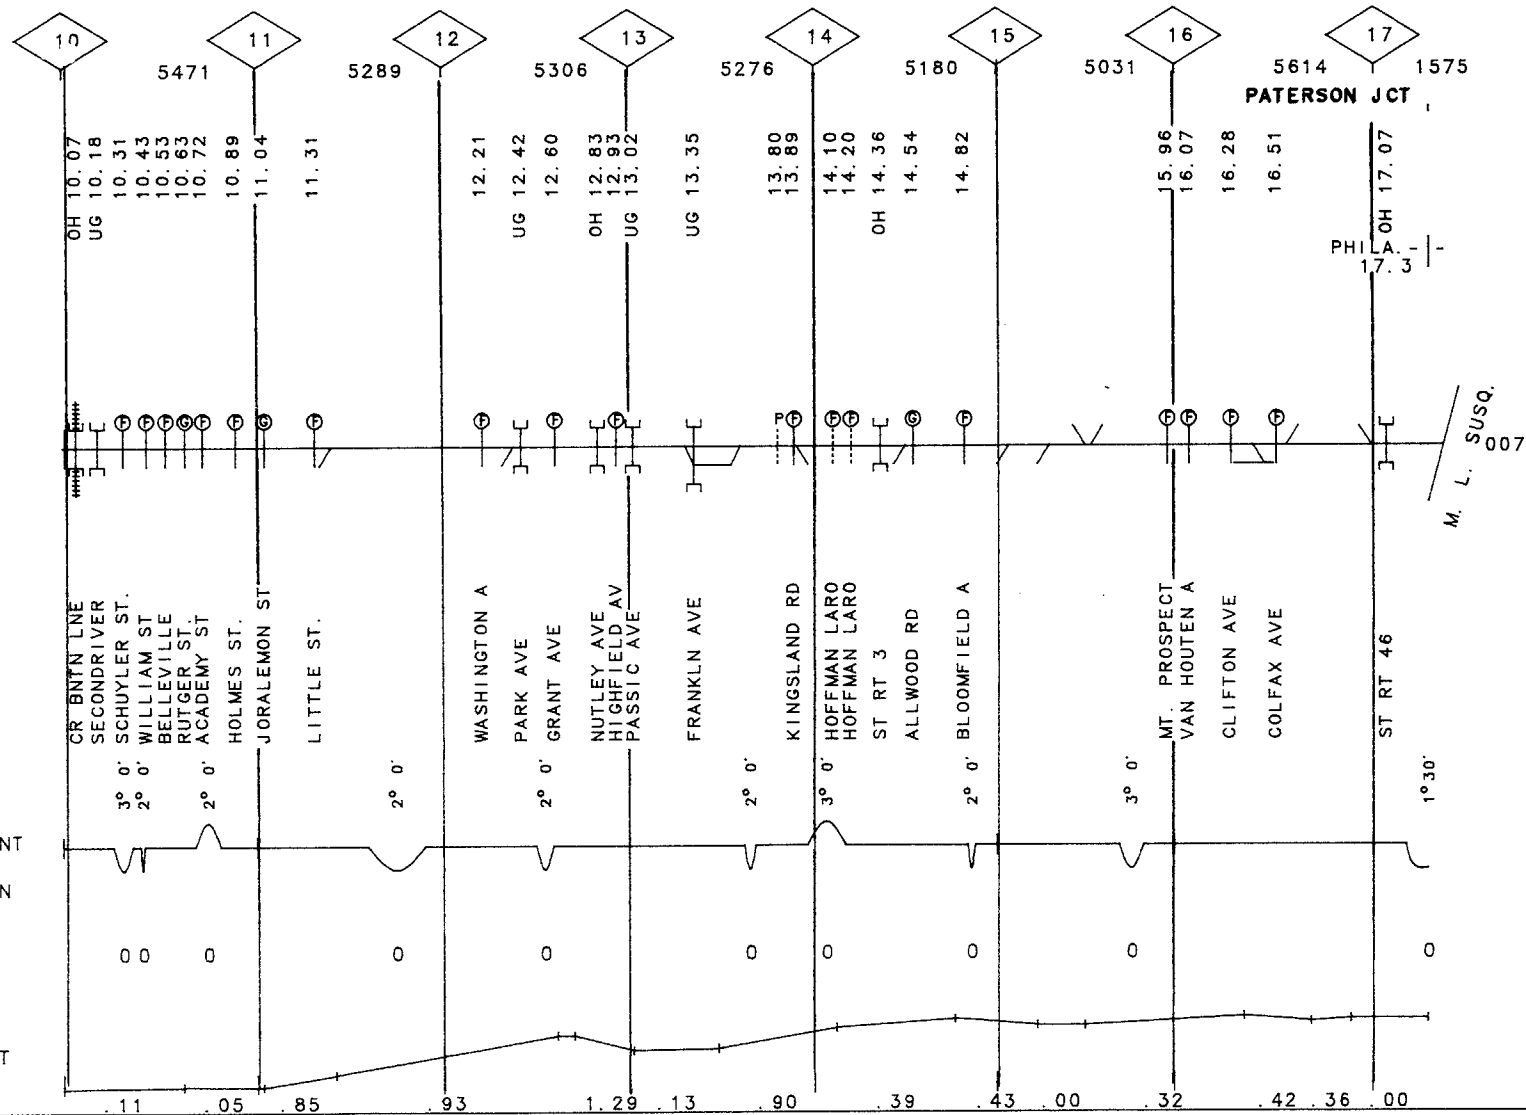 10 11 12 13 14 15 16 17
5471 5289 5306 5276 5180 5031 5614 1575
PATERSON JCT
OH 10.07
UG 10.18
10.31
10.43
10.53
10.63
10.72
10.89
11.04
11.31
12.21
UG 12.42
12.60
OH 12.83
12.93
UG 13.02
UG 13.35
13.80
13.89
14.10
14.20
OH 14.36
14.54
14.82
15.96
16.07
16.28
16.51
OH 17.07
PHILA.
17.3
F F F G F F G F F F F P F F F G F F F F F
M. L. SUSQ.
007
CR BNTN LNE
SECONDRIVER
SCHUYLER ST.
WILLIAM ST
BELLEVILLE
RUTGER ST.
ACADEMY ST
HOLMES ST.
JORALEMON ST
LITTLE ST.
WASHINGTON A
PARK AVE
GRANT AVE
NUTLEY AVE
HIGHFIELD AV
PASSIC AVE
FRANKLN AVE
KINGSLAND RD
HOFFMAN LARO
HOFFMAN LARO
ST RT 3
ALLWOOD RD
BLOOMFIELD A
MT. PROSPECT
VAN HOUTEN A
CLIFTON AVE
COLFAX AVE
ST RT 46
3° 0' 2° 0' 2° 0' 2° 0' 2° 0' 2° 0' 3° 0' 2° 0' 3° 0' 1°30'
NT
N
0 0 0 0 0 0 0 0 0 0
T
.11 .05 .85 .93 1.29 .13 .90 .39 .43 .00 .32 .42 .36 .00